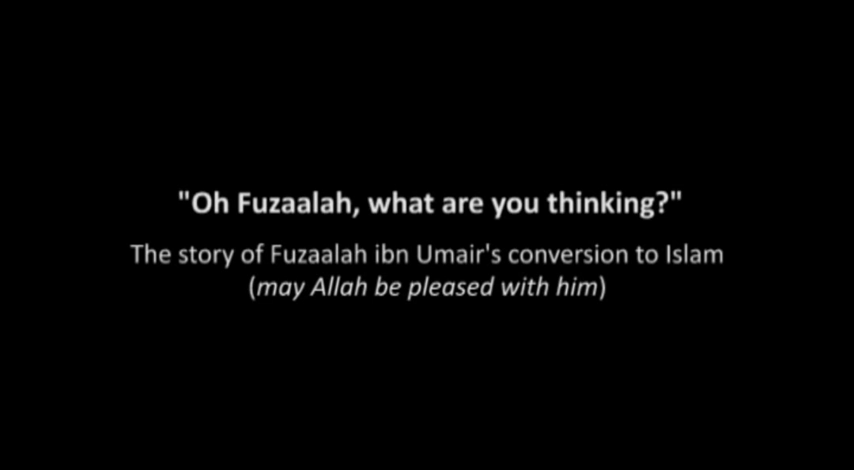 "Oh Fuzaalah, what are you thinking?"
The story of Fuzaalah ibn Umair's conversion to Islam
(may Allah be pleased with him)